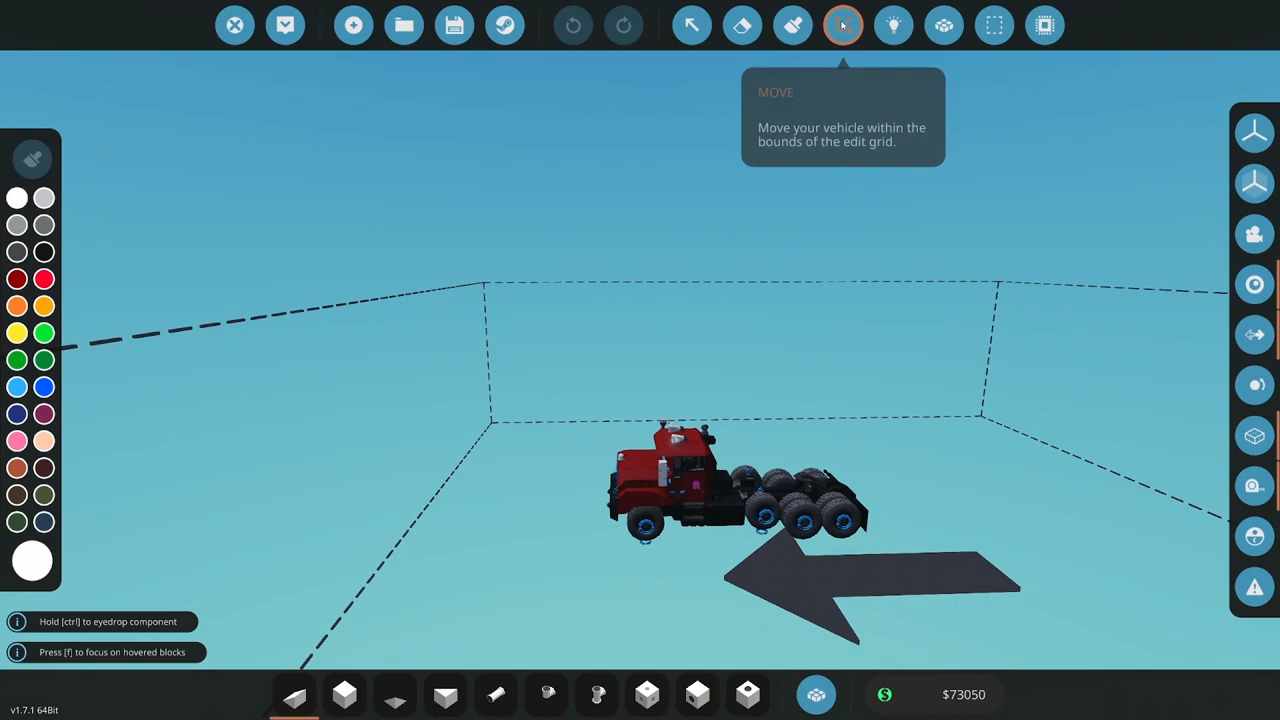 MOVE
Move your vehicle within the
bounds of the edit grid.
Hold [ctrl] to eyedrop component
Press [f] to focus on hovered blocks
v1.7.1 64Bit
$73050